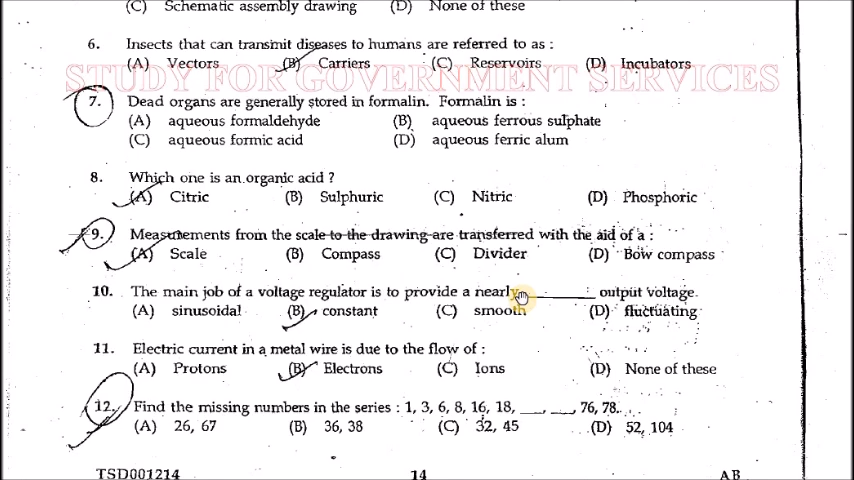 (C) Schematic assembly drawing (D) None of these
6. Insects that can transmit diseases to humans are referred to as :
(A) Vectors (B) Carriers (C) Reservoirs (D) Incubators
STUDY FOR GOVERNMENT SERVICES
7. Dead organs are generally stored in formalin. Formalin is :
(A) aqueous formaldehyde (B) aqueous ferrous sulphate
(C) aqueous formic acid (D) aqueous ferric alum
8. Which one is an organic acid ?
(A) Citric (B) Sulphuric (C) Nitric (D) Phosphoric
9. Measurements from the scale to the drawing are transferred with the aid of a :
(A) Scale (B) Compass (C) Divider (D) Bow compass
10. The main job of a voltage regulator is to provide a nearly ________ output voltage.
(A) sinusoidal (B) constant (C) smooth (D) fluctuating
11. Electric current in a metal wire is due to the flow of :
(A) Protons (B) Electrons (C) Ions (D) None of these
12. Find the missing numbers in the series : 1, 3, 6, 8, 16, 18, ___, ___, 76, 78.
(A) 26, 67 (B) 36, 38 (C) 32, 45 (D) 52, 104
TSD001214 14 AB